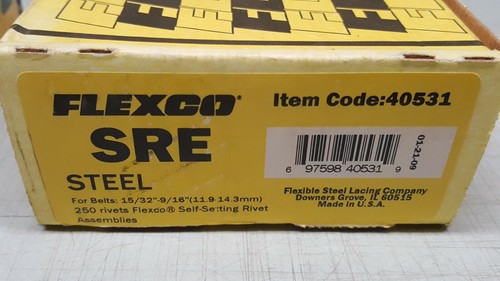 FLEXCO FLEXCO
FLEXCO® Item Code:40531
SRE
STEEL
01-21-09
6 97598 40531 9
For Belts: 15/32"-9/16"(11.9-14.3mm)
250 rivets Flexco® Self-Setting Rivet
Assemblies
Flexible Steel Lacing Company
Downers Grove, IL 60515
Made in U.S.A.